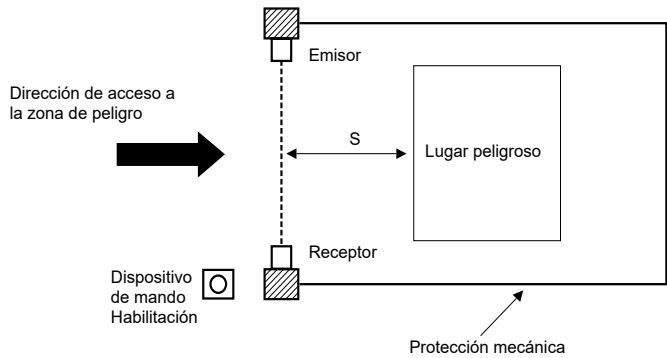 Emisor
Dirección de acceso a
la zona de peligro
S
Lugar peligroso
Receptor
Dispositivo
de mando
Habilitación
Protección mecánica